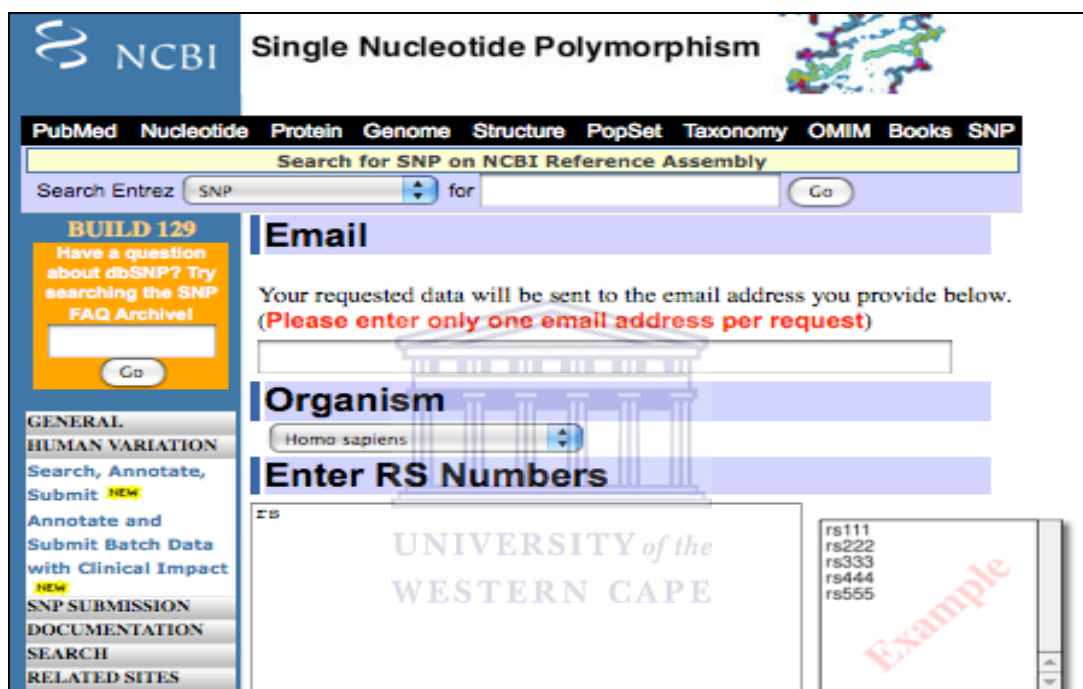 NCBI
Single Nucleotide Polymorphism
PubMed Nucleotide Protein Genome Structure PopSet Taxonomy OMIM Books SNP
Search for SNP on NCBI Reference Assembly
Search Entrez SNP for Go
BUILD 129
Have a question
about dbSNP? Try
searching the SNP
FAQ Archive!
Go
GENERAL
HUMAN VARIATION
Search, Annotate,
Submit NEW
Annotate and
Submit Batch Data
with Clinical Impact
NEW
SNP SUBMISSION
DOCUMENTATION
SEARCH
RELATED SITES
Email
Your requested data will be sent to the email address you provide below.
(Please enter only one email address per request)
Organism
Homo sapiens
Enter RS Numbers
rs
rs111
rs222
rs333
rs444
rs555
Example
UNIVERSITY of the
WESTERN CAPE